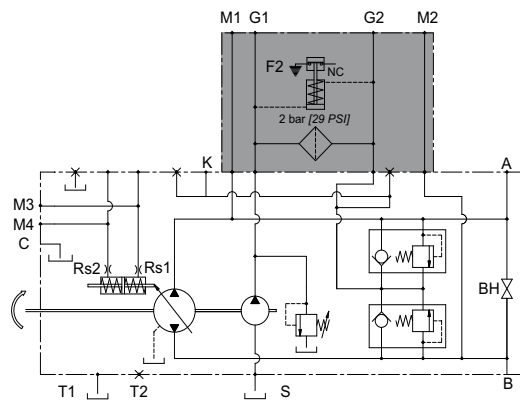 M1 G1 G2 M2
F2
NC
2 bar [29 PSI]
K
A
M3
M4
C
Rs2 Rs1
BH
T1 T2 S B